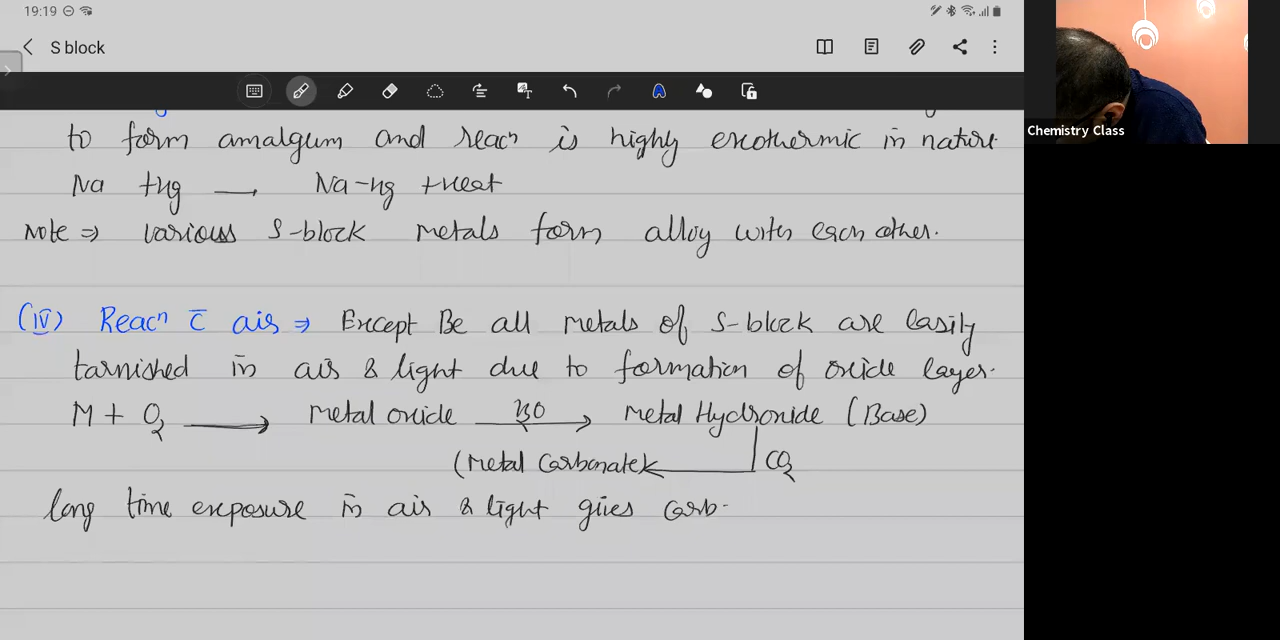 19:19
S block
Chemistry Class
to form amalgum and reacn is highly exothermic in nature.
Na + Hg → Na-Hg + Heat
Note ⇒ various S-block metals form alloy with each other.
(IV) Reacn c̄ air ⇒ Except Be all metals of S-block are easily
tarnished in air & light due to formation of oxide layer.
M + O2 → Metal oxide H2O → Metal Hydroxide (Base)
(Metal Carbonate) ← CO2
long time exposure in air & light gives Carb-